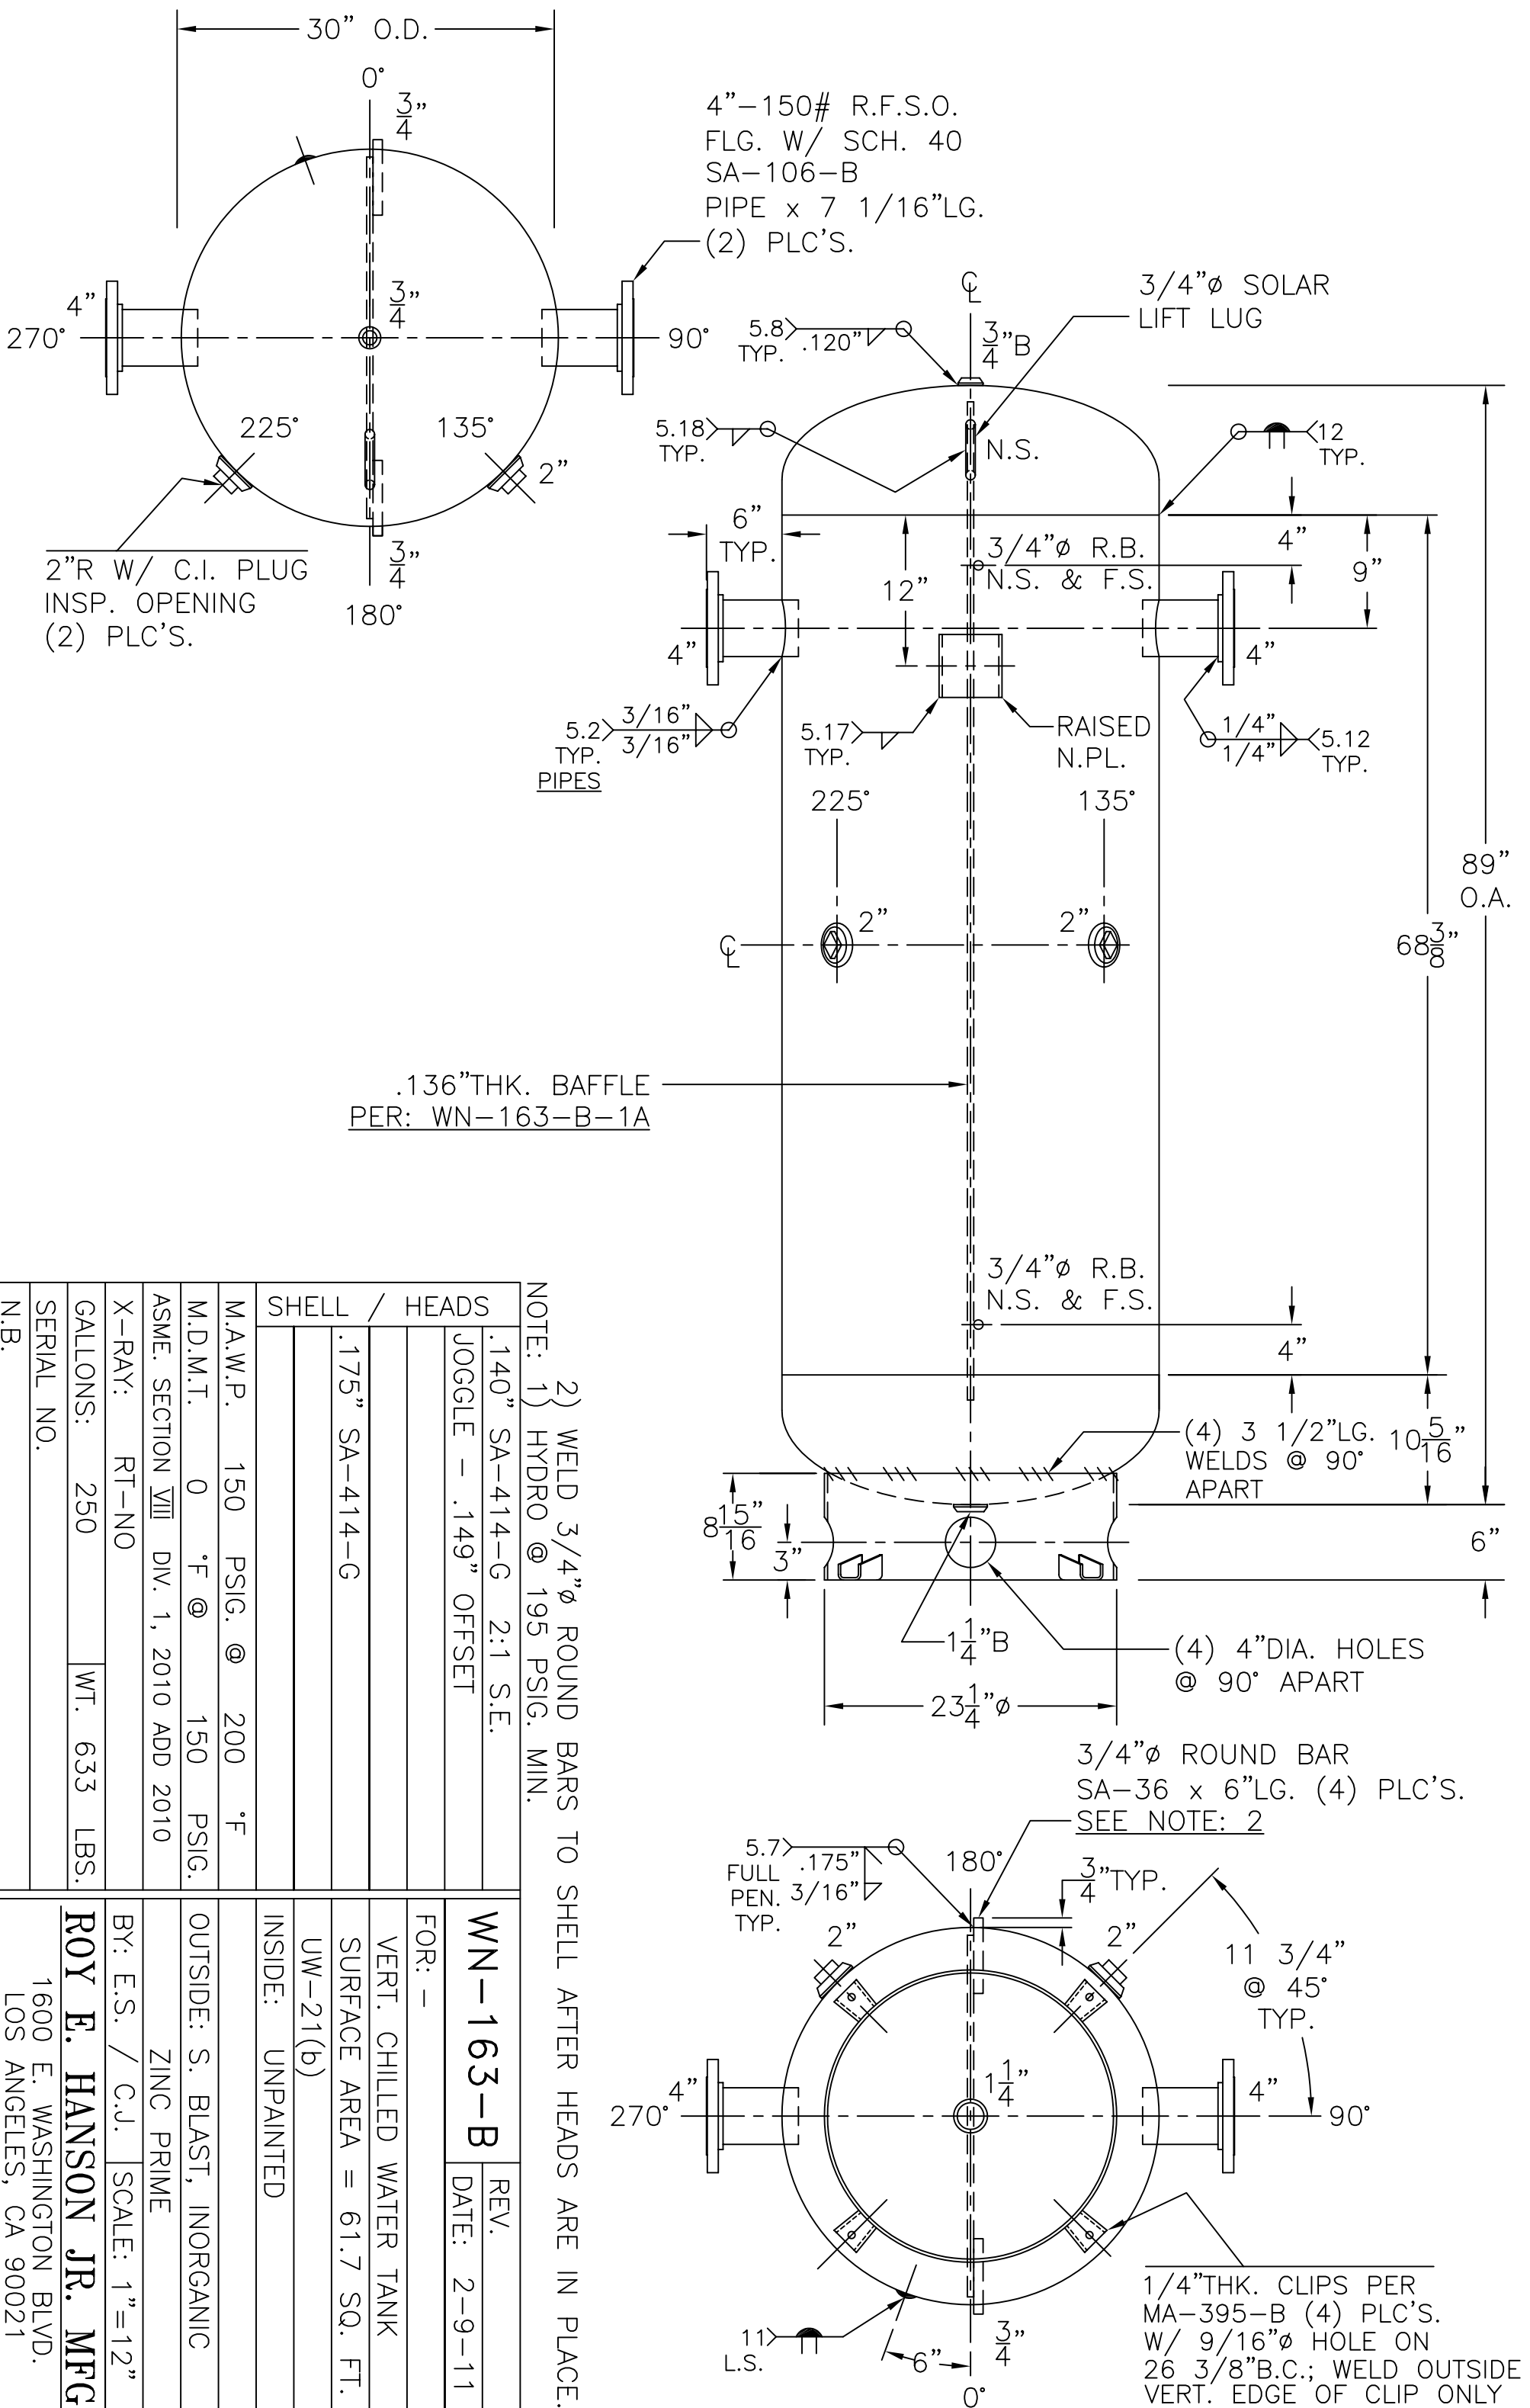 30" O.D.
0°
3/4"
4"-150# R.F.S.O.
FLG. W/ SCH. 40
SA-106-B
PIPE x 7 1/16"LG.
(2) PLC'S.
4"
270°
3/4"
90°
225°
135°
2"
2"R W/ C.I. PLUG
INSP. OPENING
(2) PLC'S.
3/4"
180°
℄
3/4"ø SOLAR
LIFT LUG
5.8
TYP.
.120"
3/4"B
5.18
TYP.
N.S.
12
TYP.
6"
TYP.
12"
3/4"ø R.B.
N.S. & F.S.
4"
9"
4"
4"
5.2
TYP.
PIPES
3/16"
3/16"
5.17
TYP.
RAISED
N.PL.
1/4"
1/4"
5.12
TYP.
225°
135°
89"
O.A.
℄
2"
2"
68 3/8"
.136"THK. BAFFLE
PER: WN-163-B-1A
3/4"ø R.B.
N.S. & F.S.
4"
(4) 3 1/2"LG.
WELDS @ 90°
APART
10 5/16"
8 15/16"
3"
6"
1 1/4"B
(4) 4"DIA. HOLES
@ 90° APART
23 1/4"ø
3/4"ø ROUND BAR
SA-36 x 6"LG. (4) PLC'S.
SEE NOTE: 2
5.7
FULL
PEN.
TYP.
.175"
3/16"
180°
3/4"TYP.
2"
2"
11 3/4"
@ 45°
TYP.
1 1/4"
4"
270°
4"
90°
11
L.S.
6"
3/4"
0°
1/4"THK. CLIPS PER
MA-395-B (4) PLC'S.
W/ 9/16"ø HOLE ON
26 3/8"B.C.; WELD OUTSIDE
VERT. EDGE OF CLIP ONLY
2) WELD 3/4"ø ROUND BARS TO SHELL AFTER HEADS ARE IN PLACE.
NOTE: 1) HYDRO @ 195 PSIG. MIN.
SHELL / HEADS
.140" SA-414-G 2:1 S.E.
JOGGLE - .149" OFFSET
.175" SA-414-G
M.A.W.P. 150 PSIG. @ 200 °F
M.D.M.T. 0 °F @ 150 PSIG.
ASME. SECTION VIII DIV. 1, 2010 ADD 2010
X-RAY: RT-NO
GALLONS: 250 WT. 633 LBS.
SERIAL NO.
N.B.
WN-163-B
REV.
DATE: 2-9-11
FOR: -
VERT. CHILLED WATER TANK
SURFACE AREA = 61.7 SQ. FT.
UW-21(b)
INSIDE: UNPAINTED
OUTSIDE: S. BLAST, INORGANIC
ZINC PRIME
BY: E.S. / C.J. SCALE: 1"=12"
ROY E. HANSON JR. MFG
1600 E. WASHINGTON BLVD.
LOS ANGELES, CA 90021